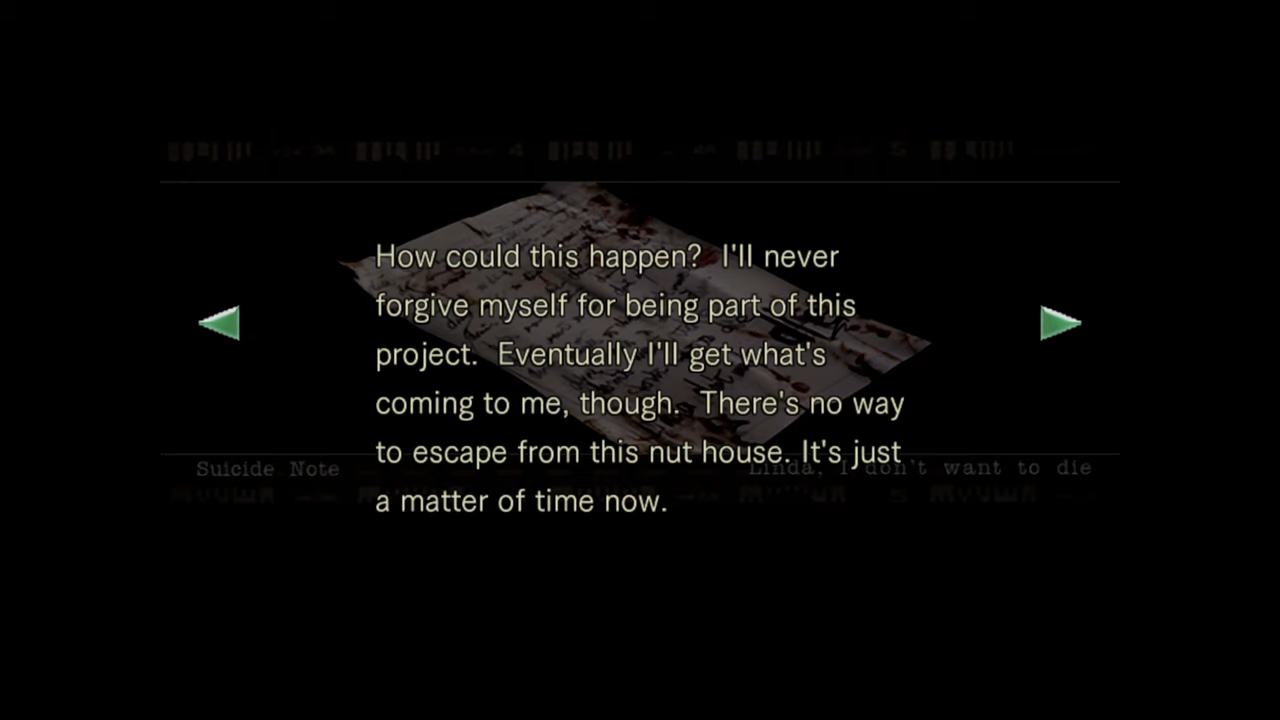 How could this happen?  I'll never
forgive myself for being part of this
project.  Eventually I'll get what's
coming to me, though.  There's no way
to escape from this nut house. It's just
a matter of time now.
Suicide Note
Linda, I don't want to die